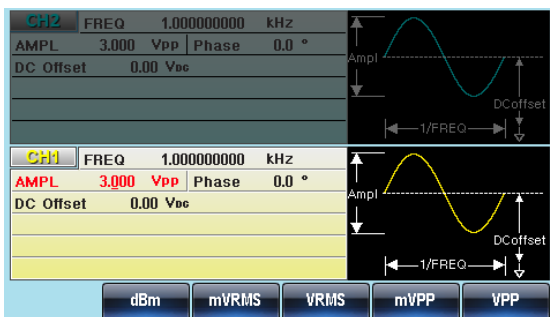 CH2 FREQ 1.000000000 kHz
AMPL 3.000 Vpp Phase 0.0 °
DC Offset 0.00 VDC
Ampl
DCoffset
1/FREQ
CH1 FREQ 1.000000000 kHz
AMPL 3.000 Vpp Phase 0.0 °
DC Offset 0.00 VDC
Ampl
DCoffset
1/FREQ
dBm mVRMS VRMS mVPP VPP